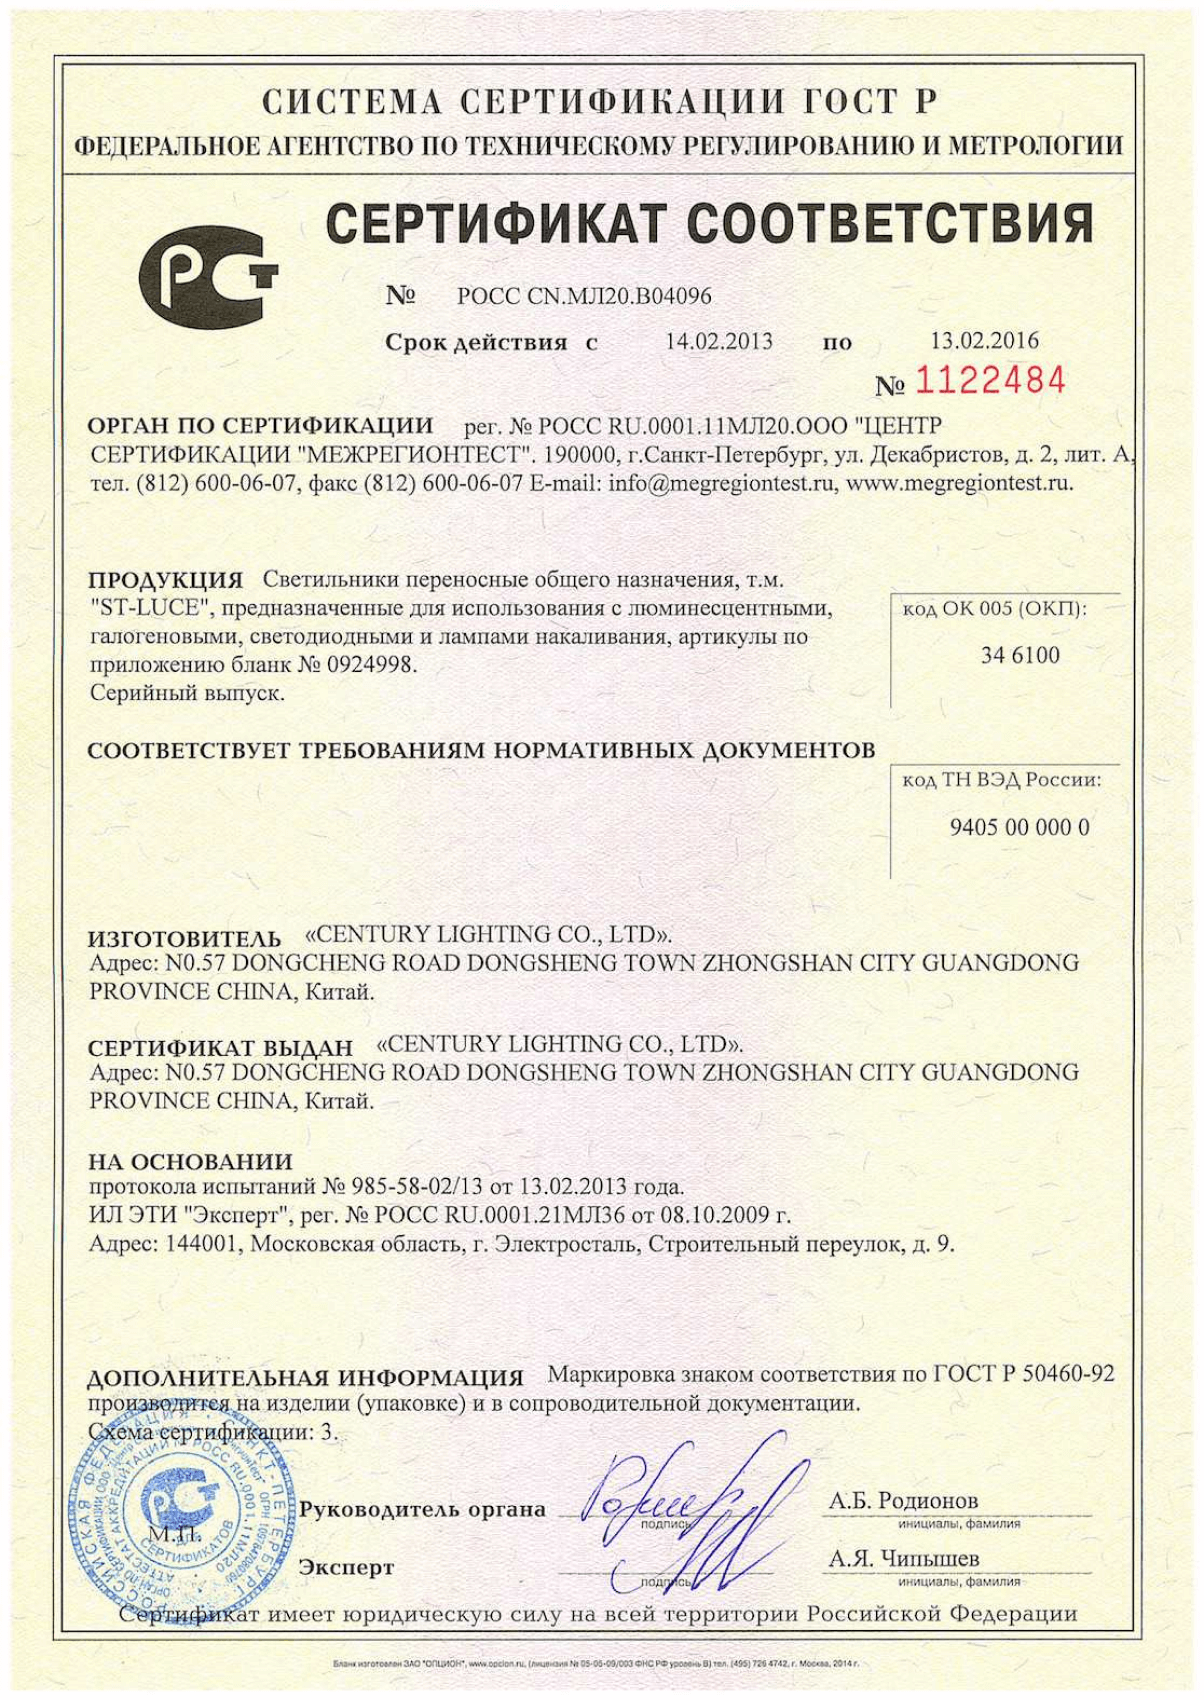 СИСТЕМА СЕРТИФИКАЦИИ ГОСТ Р
ФЕДЕРАЛЬНОЕ АГЕНТСТВО ПО ТЕХНИЧЕСКОМУ РЕГУЛИРОВАНИЮ И МЕТРОЛОГИИ
СЕРТИФИКАТ СООТВЕТСТВИЯ
№ РОСС CN.МЛ20.В04096
Срок действия с 14.02.2013 по 13.02.2016
№ 1122484
ОРГАН ПО СЕРТИФИКАЦИИ рег. № РОСС RU.0001.11МЛ20.ООО "ЦЕНТР
СЕРТИФИКАЦИИ "МЕЖРЕГИОНТЕСТ". 190000, г.Санкт-Петербург, ул. Декабристов, д. 2, лит. А,
тел. (812) 600-06-07, факс (812) 600-06-07 E-mail: info@megregiontest.ru, www.megregiontest.ru.
ПРОДУКЦИЯ Светильники переносные общего назначения, т.м.
"ST-LUCE", предназначенные для использования с люминесцентными,
галогеновыми, светодиодными и лампами накаливания, артикулы по
приложению бланк № 0924998.
Серийный выпуск.
код ОК 005 (ОКП):
34 6100
СООТВЕТСТВУЕТ ТРЕБОВАНИЯМ НОРМАТИВНЫХ ДОКУМЕНТОВ
код ТН ВЭД России:
9405 00 000 0
ИЗГОТОВИТЕЛЬ «CENTURY LIGHTING CO., LTD».
Адрес: N0.57 DONGCHENG ROAD DONGSHENG TOWN ZHONGSHAN CITY GUANGDONG
PROVINCE CHINA, Китай.
СЕРТИФИКАТ ВЫДАН «CENTURY LIGHTING CO., LTD».
Адрес: N0.57 DONGCHENG ROAD DONGSHENG TOWN ZHONGSHAN CITY GUANGDONG
PROVINCE CHINA, Китай.
НА ОСНОВАНИИ
протокола испытаний № 985-58-02/13 от 13.02.2013 года.
ИЛ ЭТИ "Эксперт", рег. № РОСС RU.0001.21МЛ36 от 08.10.2009 г.
Адрес: 144001, Московская область, г. Электросталь, Строительный переулок, д. 9.
ДОПОЛНИТЕЛЬНАЯ ИНФОРМАЦИЯ Маркировка знаком соответствия по ГОСТ Р 50460-92
производится на изделии (упаковке) и в сопроводительной документации.
Схема сертификации: 3.
М.П.
ДЛЯ
СЕРТИФИКАТОВ
Руководитель органа
подпись
А.Б. Родионов
инициалы, фамилия
Эксперт
подпись
А.Я. Чипышев
инициалы, фамилия
Сертификат имеет юридическую силу на всей территории Российской Федерации
Бланк изготовлен ЗАО "ОПЦИОН", www.opcion.ru, (лицензия № 05-05-09/003 ФНС РФ уровень В) тел. (495) 726 4742, г. Москва, 2014 г.